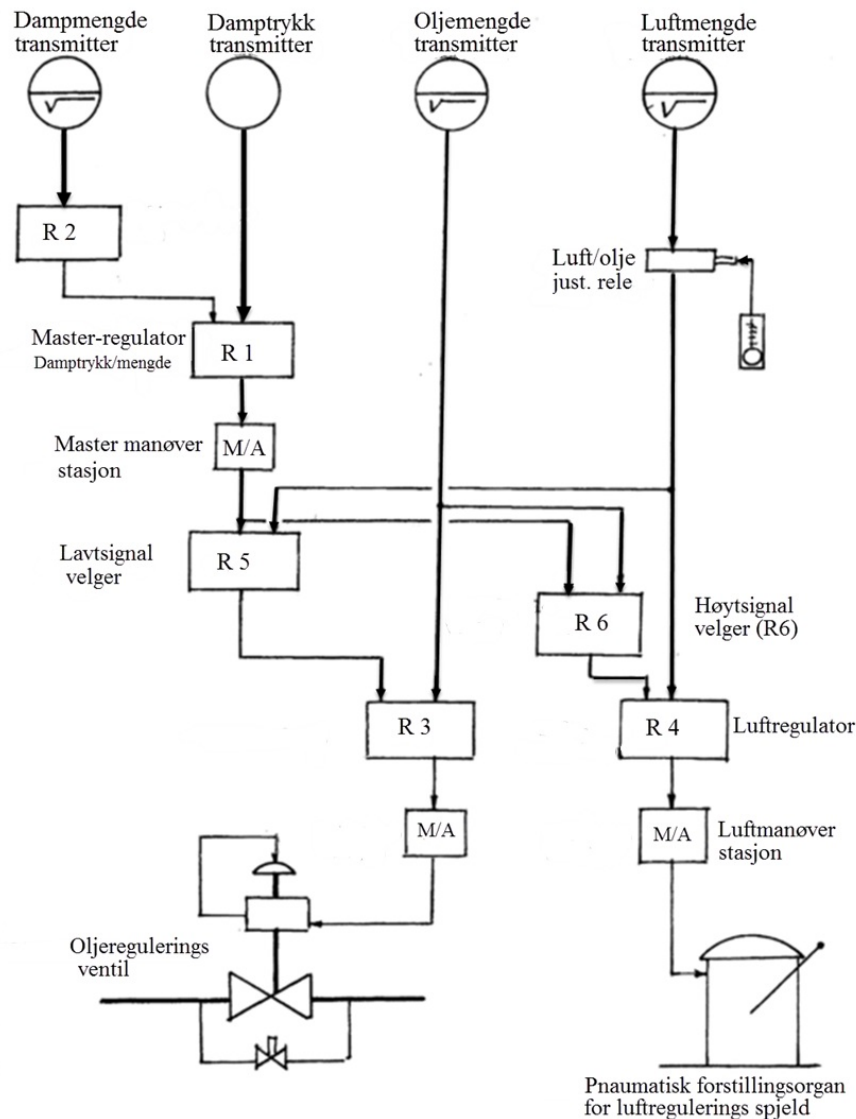 Dampmengde
transmitter
Damptrykk
transmitter
Oljemengde
transmitter
Luftmengde
transmitter
√
√
√
R 2
Luft/olje
just. rele
Master-regulator
Damptrykk/mengde
R 1
Master manøver
stasjon
M/A
Lavtsignal
velger
R 5
R 6
Høytsignal
velger (R6)
R 3
R 4
Luftregulator
M/A
M/A
Luftmanøver
stasjon
Oljeregulerings
ventil
Pnaumatisk forstillingsorgan
for luftregulerings spjeld